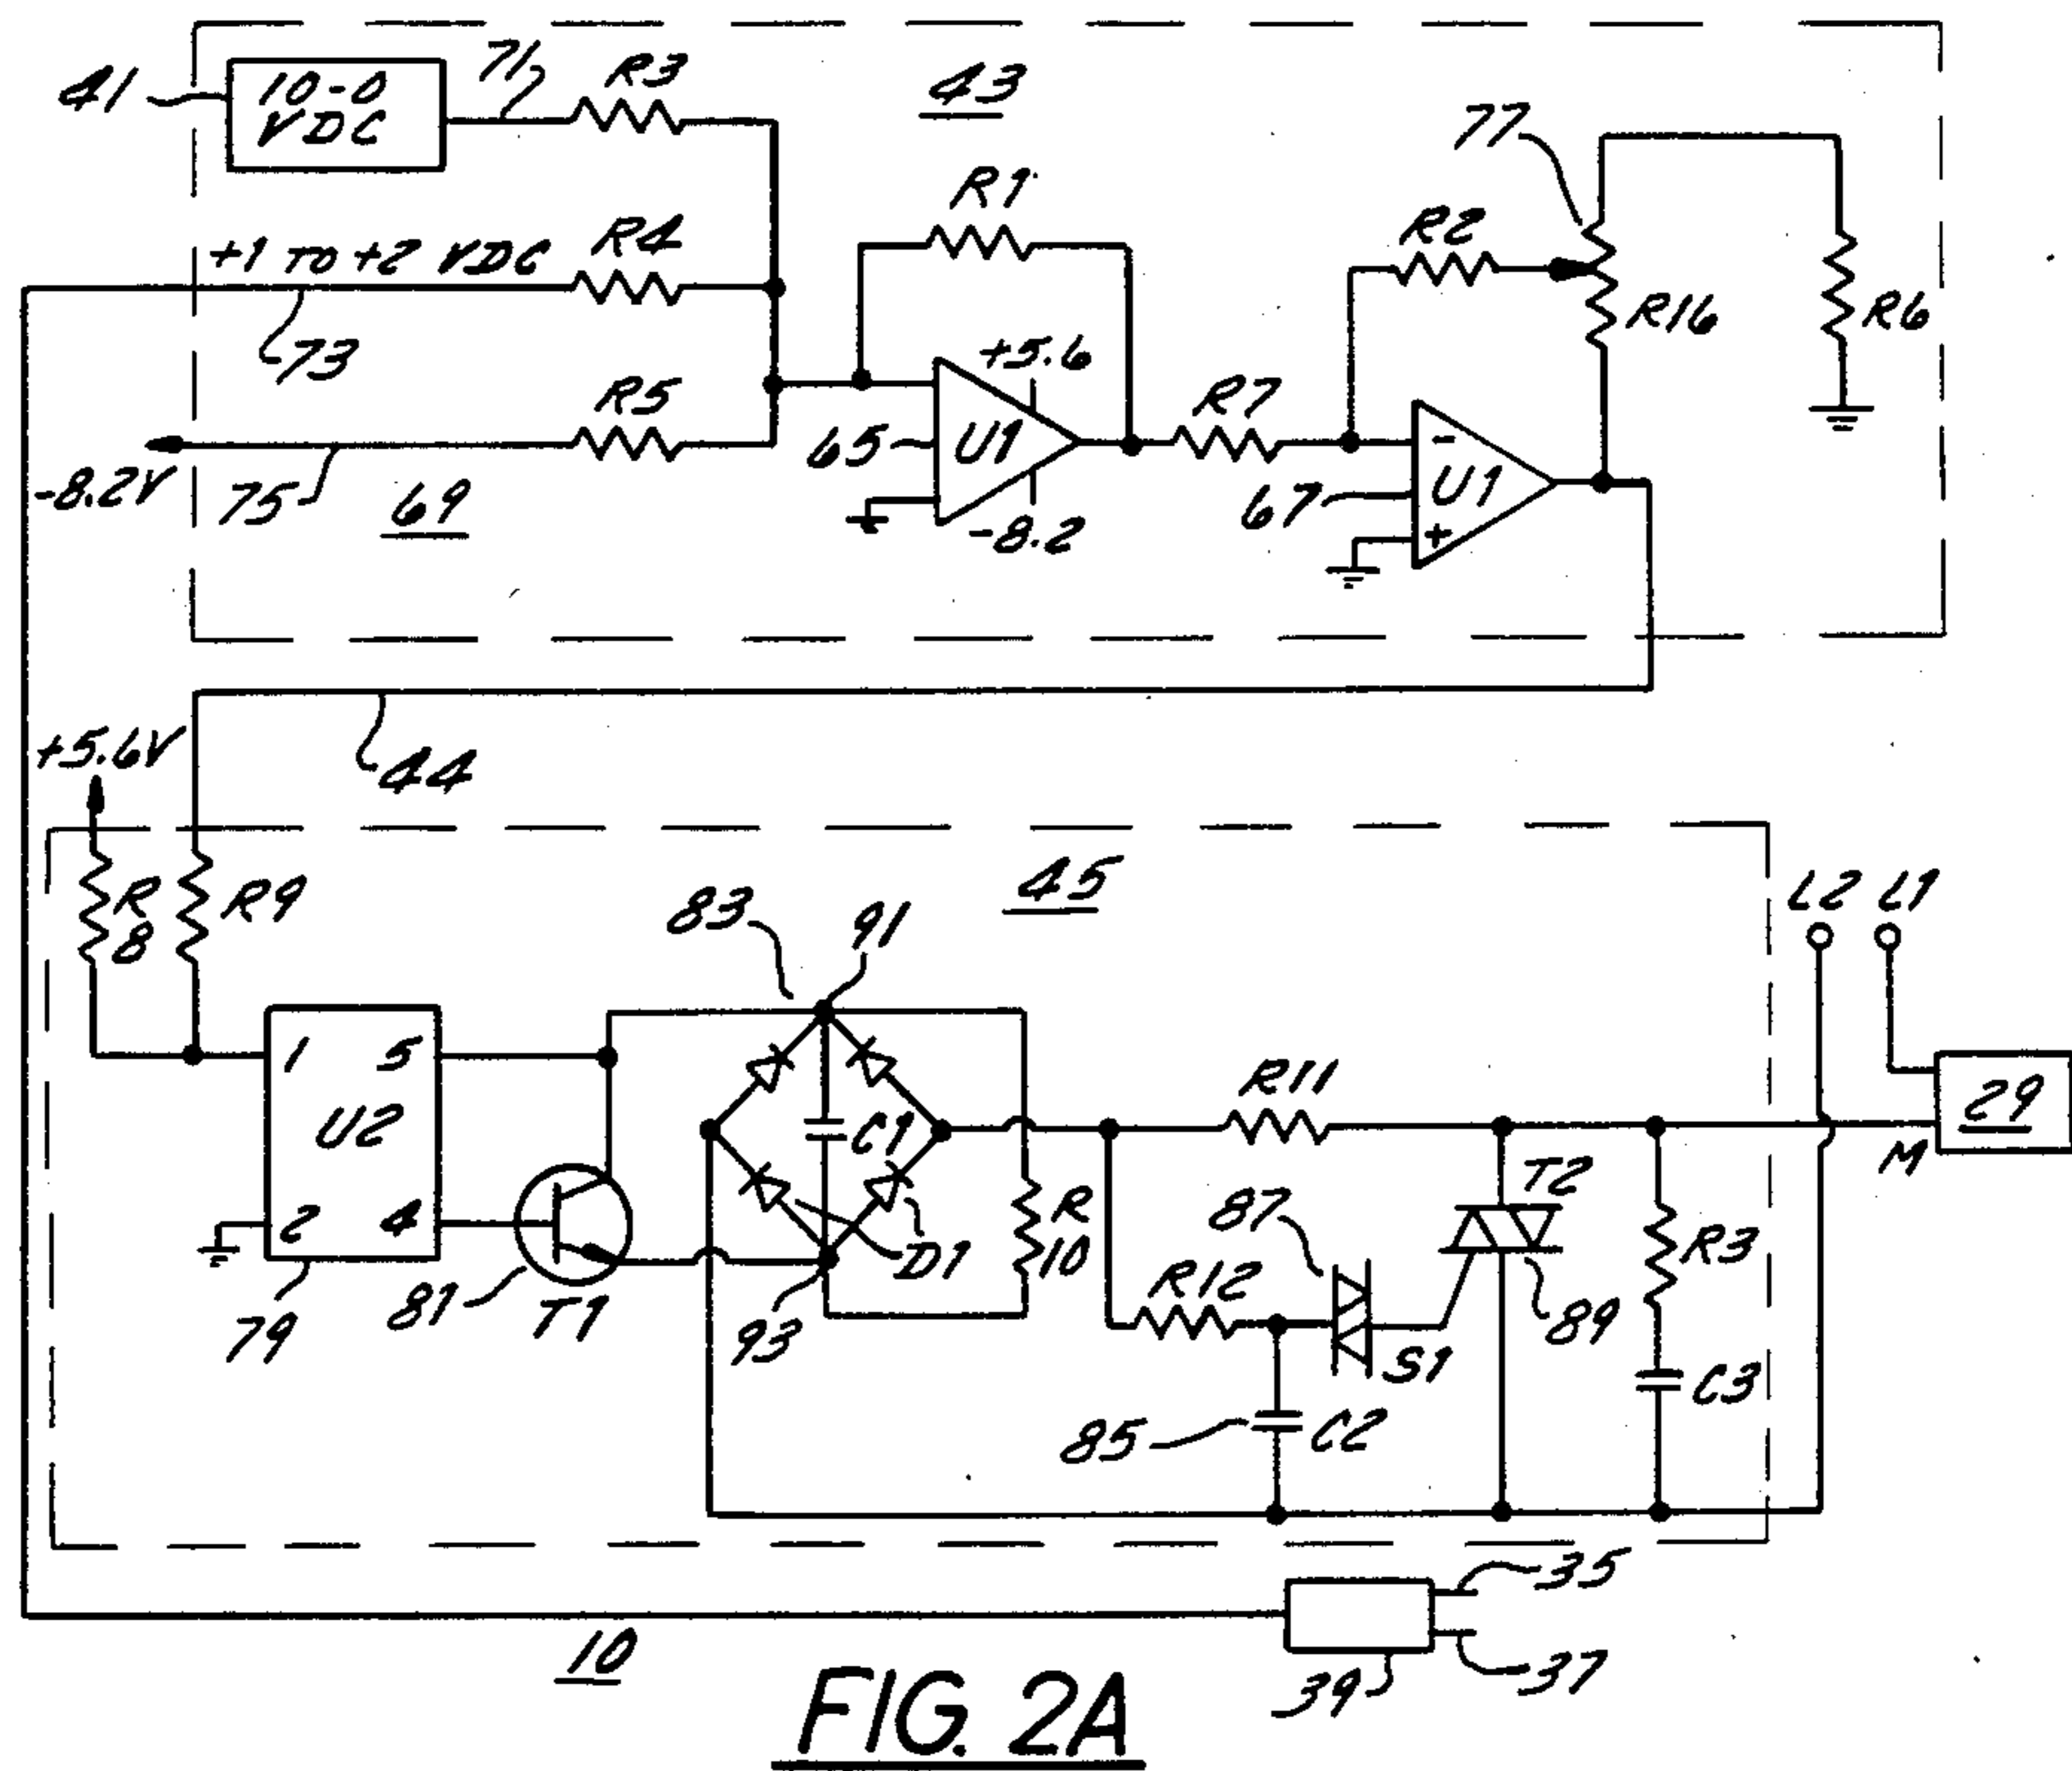 41
10-0
VDC
71
R3
43
77
R1
R2
R4
+1 TO +2 VDC
R16
R6
73
R5
+5.6
R7
65
U1
-
-8.2V
75
69
67
U1
-8.2
+
+5.6V
44
45
R
8
R9
83
91
L2
L1
1
5
R11
29
U2
C1
M
T2
87
2
4
R
10
R3
D1
R12
81
T1
89
79
93
S1
C3
85
C2
35
10
39
37
FIG. 2A